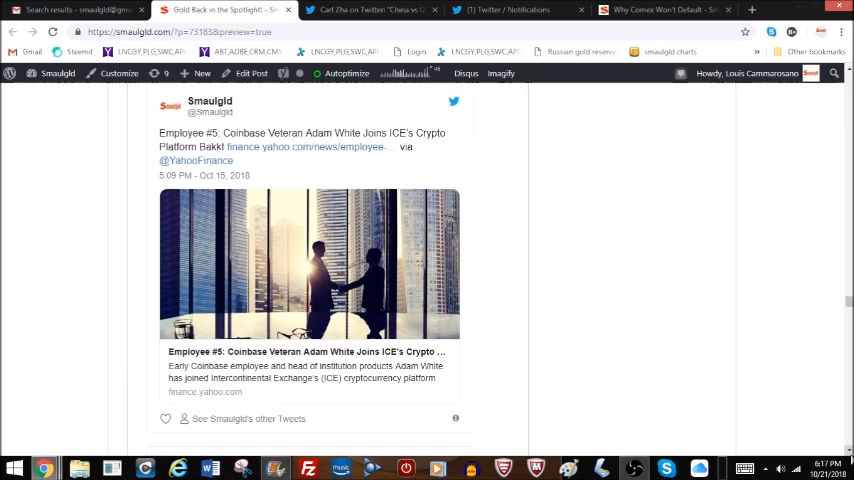 Search results - smaulgld@gma
Gold Back in the Spotlight! - Sm
Carl Zha on Twitter: "China vs U
(1) Twitter / Notifications
Why Comex Won't Default - Sm
https://smaulgld.com/?p=73183&preview=true
Gmail
Steemit
LNCGY,PLG,SWC,APF
ABT,ADBE,CRM,CMS
LNCGY,PLG,SWC,API
Login
LNCGY,PLG,SWC,API
Russian gold reserve
smaulgld charts
»
Other bookmarks
Smaulgld
Customize
9
New
Edit Post
Autoptimize
Disqus
Imagify
Howdy, Louis Cammarosano
Smaulgld
@Smaulgld
Employee #5: Coinbase Veteran Adam White Joins ICE's Crypto
Platform Bakkt finance.yahoo.com/news/employee-… via
@YahooFinance
5:09 PM - Oct 15, 2018
Employee #5: Coinbase Veteran Adam White Joins ICE's Crypto ...
Early Coinbase employee and head of institution products Adam White
has joined Intercontinental Exchange's (ICE) cryptocurrency platform
finance.yahoo.com
See Smaulgld's other Tweets
music
6:17 PM
10/21/2018